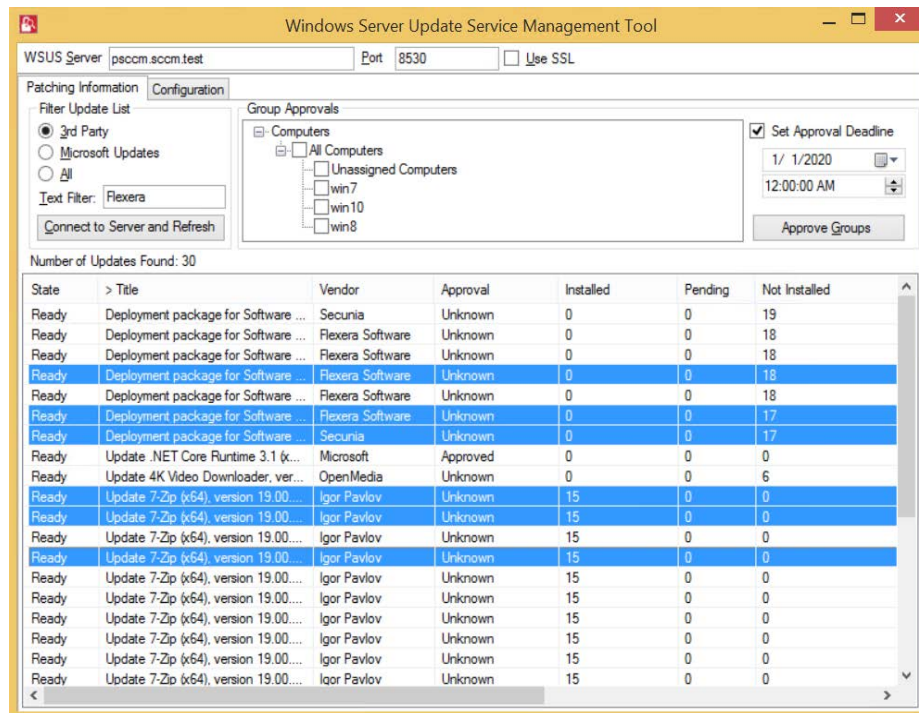 Windows Server Update Service Management Tool
WSUS Server psccm.sccm.test Port 8530 Use SSL
Patching Information Configuration
Filter Update List
3rd Party
Microsoft Updates
All
Text Filter: Flexera
Connect to Server and Refresh
Group Approvals
Computers
All Computers
Unassigned Computers
win7
win10
win8
Set Approval Deadline
1/ 1/2020
12:00:00 AM
Approve Groups
Number of Updates Found: 30
State > Title Vendor Approval Installed Pending Not Installed
Ready Deployment package for Software ... Secunia Unknown 0 0 19
Ready Deployment package for Software ... Flexera Software Unknown 0 0 18
Ready Deployment package for Software ... Flexera Software Unknown 0 0 18
Ready Deployment package for Software ... Flexera Software Unknown 0 0 18
Ready Deployment package for Software ... Flexera Software Unknown 0 0 18
Ready Deployment package for Software ... Flexera Software Unknown 0 0 17
Ready Deployment package for Software ... Secunia Unknown 0 0 17
Ready Update .NET Core Runtime 3.1 (x... Microsoft Approved 0 0 0
Ready Update 4K Video Downloader, ver... OpenMedia Unknown 0 0 6
Ready Update 7-Zip (x64), version 19.00.... Igor Pavlov Unknown 15 0 0
Ready Update 7-Zip (x64), version 19.00.... Igor Pavlov Unknown 15 0 0
Ready Update 7-Zip (x64), version 19.00.... Igor Pavlov Unknown 15 0 0
Ready Update 7-Zip (x64), version 19.00.... Igor Pavlov Unknown 15 0 0
Ready Update 7-Zip (x64), version 19.00.... Igor Pavlov Unknown 15 0 0
Ready Update 7-Zip (x64), version 19.00.... Igor Pavlov Unknown 15 0 0
Ready Update 7-Zip (x64), version 19.00.... Igor Pavlov Unknown 15 0 0
Ready Update 7-Zip (x64), version 19.00.... Igor Pavlov Unknown 15 0 0
Ready Update 7-Zip (x64), version 19.00.... Igor Pavlov Unknown 15 0 0
Ready Update 7-Zip (x64), version 19.00.... Igor Pavlov Unknown 15 0 0